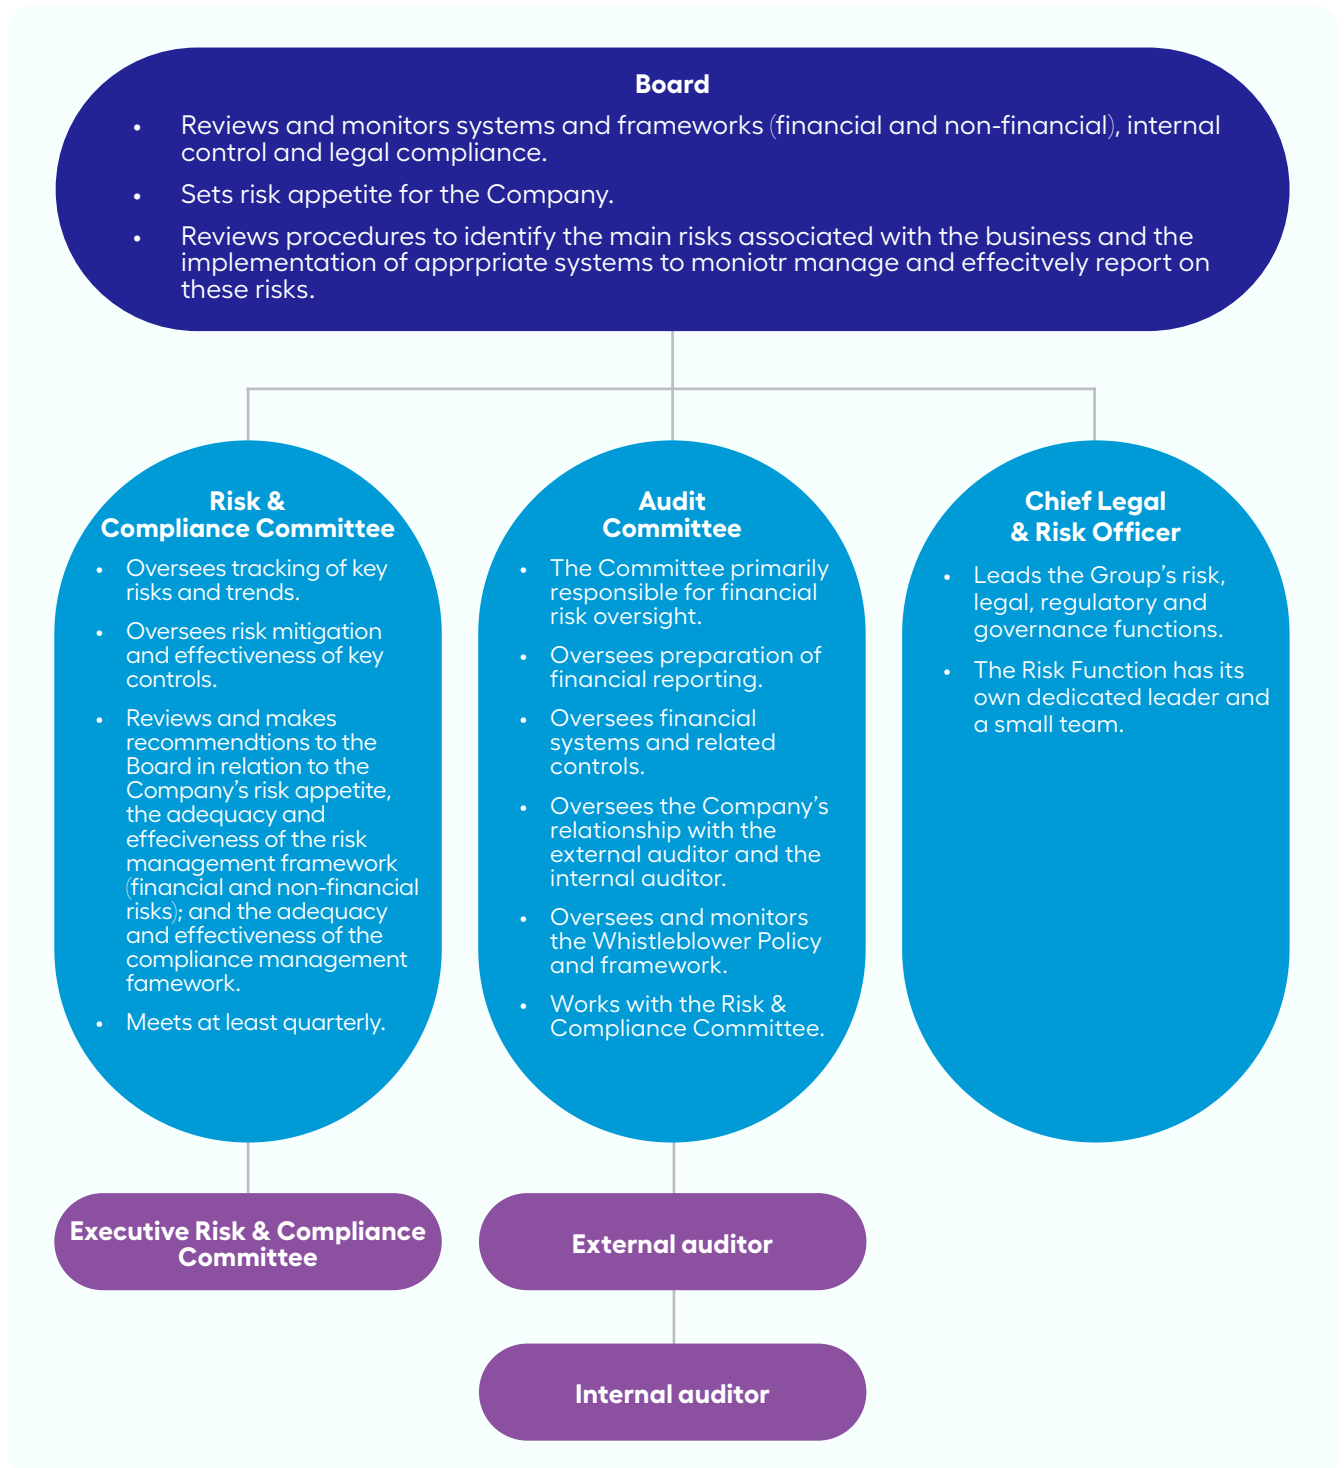 Board
• Reviews and monitors systems and frameworks (financial and non-financial), internal
control and legal compliance.
• Sets risk appetite for the Company.
• Reviews procedures to identify the main risks associated with the business and the
implementation of apprpriate systems to moniotr manage and effecitvely report on
these risks.
Risk &
Compliance Committee
• Oversees tracking of key
risks and trends.
• Oversees risk mitigation
and effectiveness of key
controls.
• Reviews and makes
recommendtions to the
Board in relation to the
Company’s risk appetite,
the adequacy and
effeciveness of the risk
management framework
(financial and non-financial
risks); and the adequacy
and effectiveness of the
compliance management
famework.
• Meets at least quarterly.
Audit
Committee
• The Committee primarily
responsible for financial
risk oversight.
• Oversees preparation of
financial reporting.
• Oversees financial
systems and related
controls.
• Oversees the Company’s
relationship with the
external auditor and the
internal auditor.
• Oversees and monitors
the Whistleblower Policy
and framework.
• Works with the Risk &
Compliance Committee.
Chief Legal
& Risk Officer
• Leads the Group’s risk,
legal, regulatory and
governance functions.
• The Risk Function has its
own dedicated leader and
a small team.
Executive Risk & Compliance
Committee
External auditor
Internal auditor